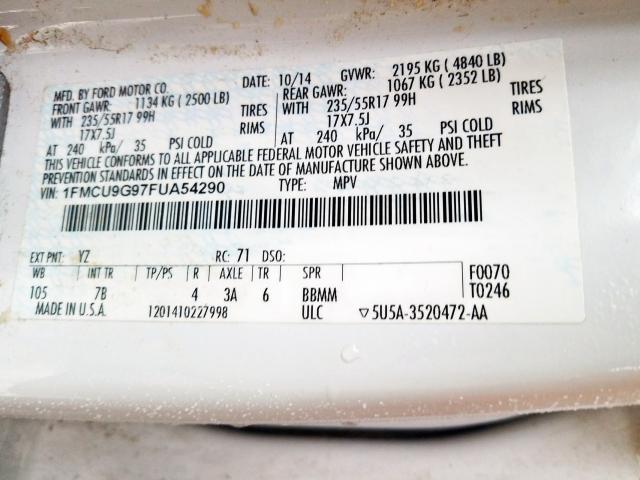 MFD. BY FORD MOTOR CO. DATE: 10/14 GVWR: 2195 KG ( 4840 LB)
FRONT GAWR: 1134 KG ( 2500 LB) REAR GAWR: 1067 KG ( 2352 LB)
WITH 235/55R17 99H TIRES WITH 235/55R17 99H TIRES
17X7.5J RIMS 17X7.5J RIMS
AT 240 kPa/ 35 PSI COLD AT 240 kPa/ 35 PSI COLD
THIS VEHICLE CONFORMS TO ALL APPLICABLE FEDERAL MOTOR VEHICLE SAFETY AND THEFT
PREVENTION STANDARDS IN EFFECT ON THE DATE OF MANUFACTURE SHOWN ABOVE.
VIN: 1FMCU9G97FUA54290 TYPE: MPV
EXT PNT: YZ RC: 71 DSO:
WB INT TR TP/PS R AXLE TR SPR F0070
105 7B 4 3A 6 BBMM T0246
MADE IN U.S.A. 1201410227998 ULC ▽5U5A-3520472-AA